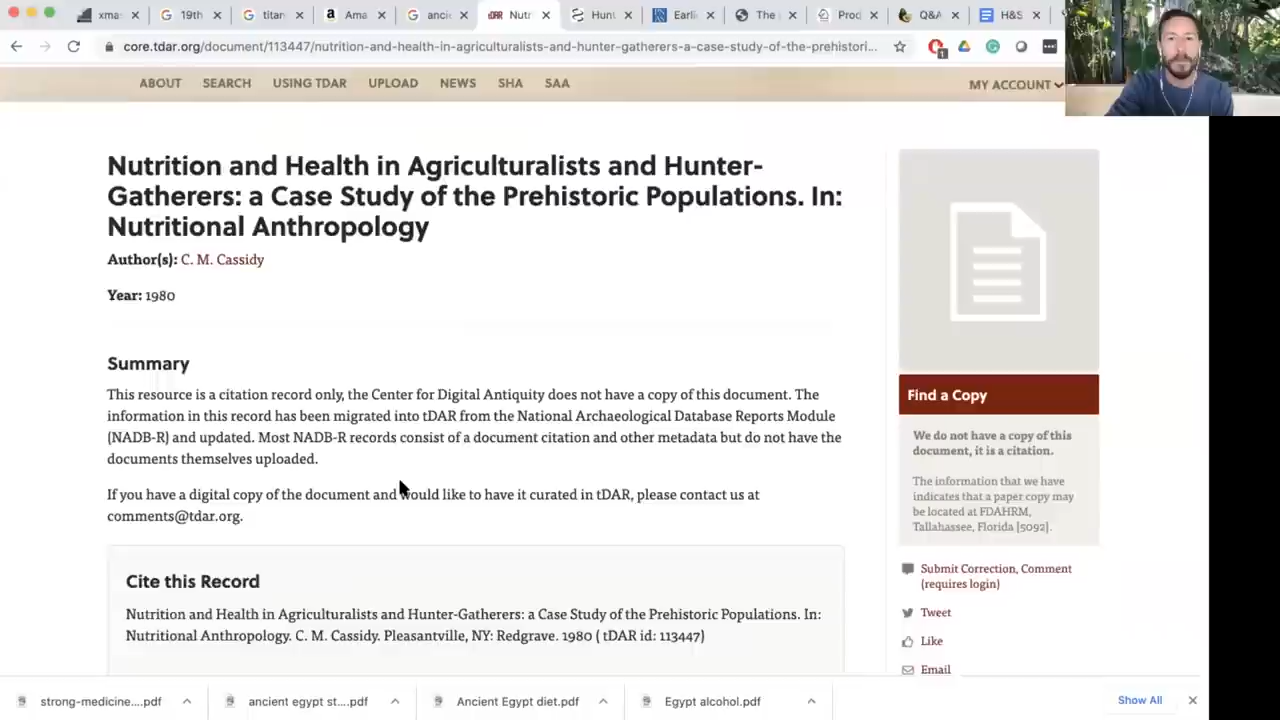 xmas
19th
titan
Ama
ancie
Nutr
Hunt
Earli
The
Prod
Q&A
H&S
core.tdar.org/document/113447/nutrition-and-health-in-agriculturalists-and-hunter-gatherers-a-case-study-of-the-prehistori...
1
ABOUT SEARCH USING TDAR UPLOAD NEWS SHA SAA MY ACCOUNT
Nutrition and Health in Agriculturalists and Hunter-
Gatherers: a Case Study of the Prehistoric Populations. In:
Nutritional Anthropology
Author(s): C. M. Cassidy
Year: 1980
Summary
This resource is a citation record only, the Center for Digital Antiquity does not have a copy of this document. The
information in this record has been migrated into tDAR from the National Archaeological Database Reports Module
(NADB-R) and updated. Most NADB-R records consist of a document citation and other metadata but do not have the
documents themselves uploaded.
If you have a digital copy of the document and would like to have it curated in tDAR, please contact us at
comments@tdar.org.
Cite this Record
Nutrition and Health in Agriculturalists and Hunter-Gatherers: a Case Study of the Prehistoric Populations. In:
Nutritional Anthropology. C. M. Cassidy. Pleasantville, NY: Redgrave. 1980 ( tDAR id: 113447)
Find a Copy
We do not have a copy of this
document, it is a citation.
The information that we have
indicates that a paper copy may
be located at FDAHRM,
Tallahassee, Florida [5092].
Submit Correction, Comment
(requires login)
Tweet
Like
Email
strong-medicine....pdf
ancient egypt st....pdf
Ancient Egypt diet.pdf
Egypt alcohol.pdf
Show All